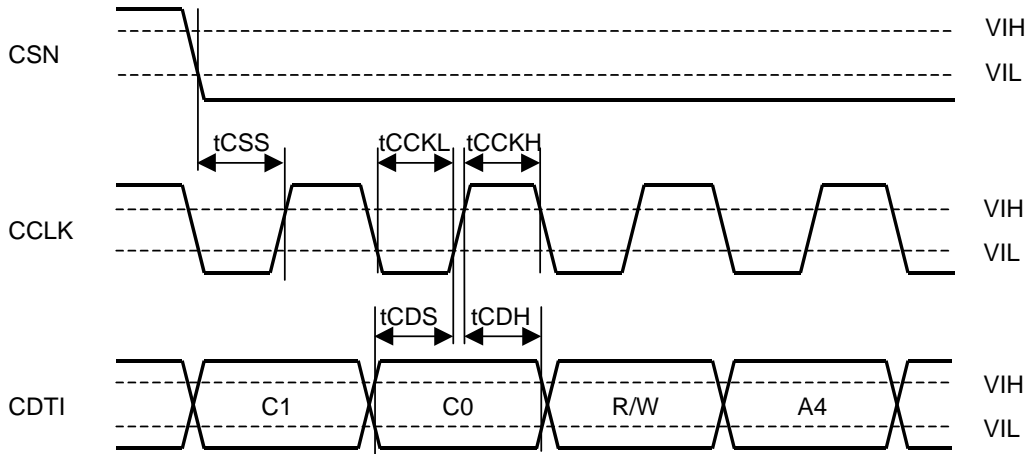 VIH
CSN
VIL
tCSS tCCKL tCCKH
VIH
CCLK
VIL
tCDS tCDH
VIH
CDTI C1 C0 R/W A4
VIL